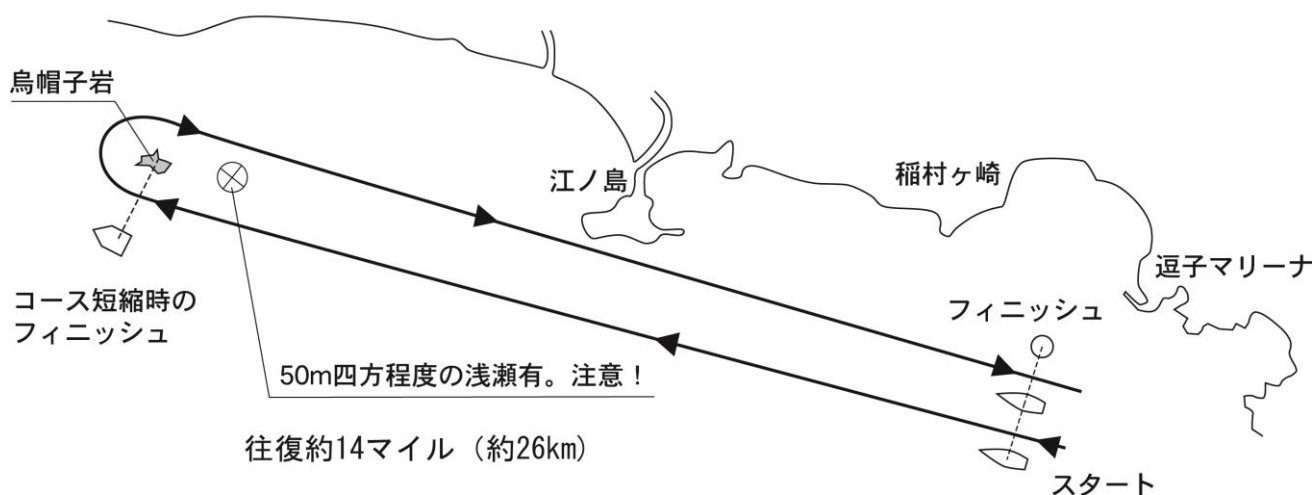 烏帽子岩
江ノ島
稲村ヶ崎
逗子マリーナ
コース短縮時の
フィニッシュ
フィニッシュ
50m四方程度の浅瀬有。注意！
往復約14マイル（約26km）
スタート